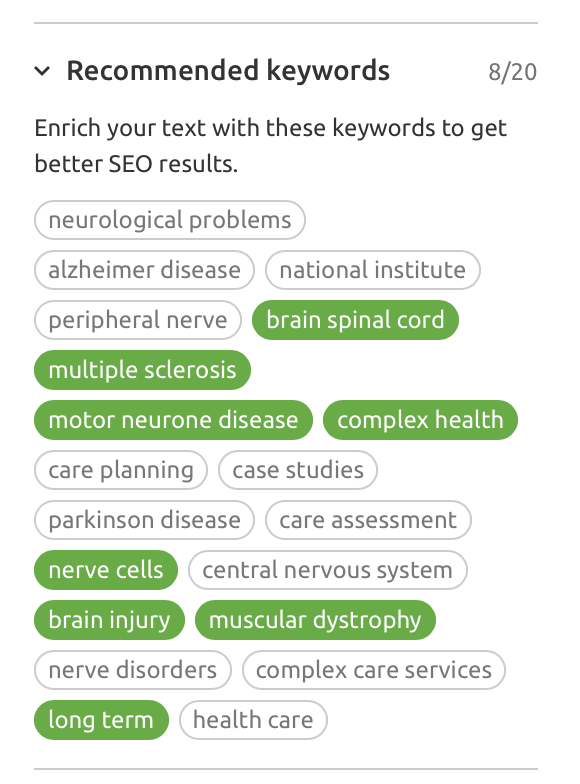 Recommended keywords 8/20
Enrich your text with these keywords to get
better SEO results.
neurological problems
alzheimer disease national institute
peripheral nerve brain spinal cord
multiple sclerosis
motor neurone disease complex health
care planning case studies
parkinson disease care assessment
nerve cells central nervous system
brain injury muscular dystrophy
nerve disorders complex care services
long term health care